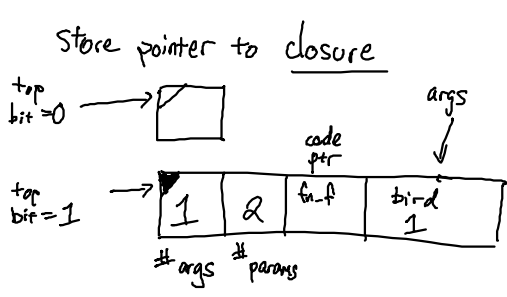 Store pointer to closure
top
bit =0
args
code
ptr
top
bit = 1
1
2
fn_f
bird
1
# args
# params